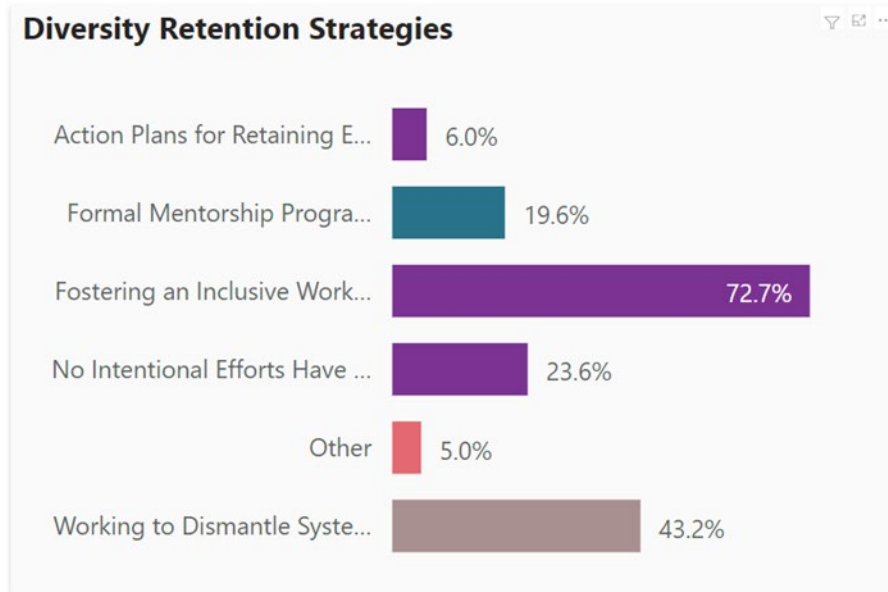 Diversity Retention Strategies
Action Plans for Retaining E... 6.0%
Formal Mentorship Progra... 19.6%
Fostering an Inclusive Work... 72.7%
No Intentional Efforts Have ... 23.6%
Other 5.0%
Working to Dismantle Syste... 43.2%